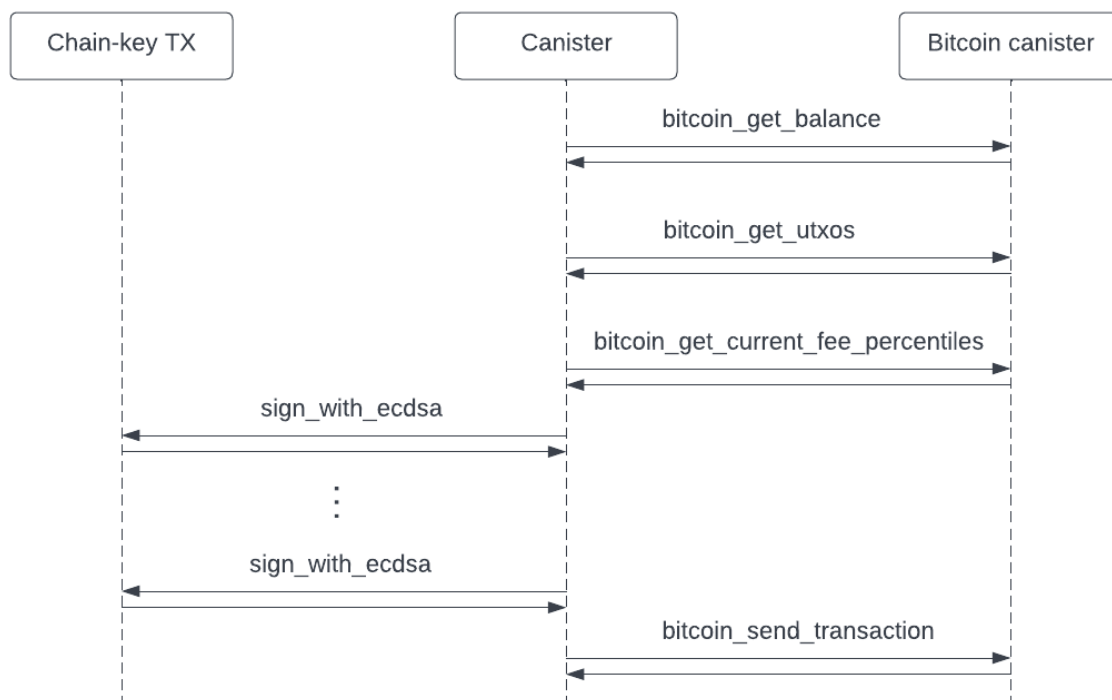 Chain-key TX
Canister
Bitcoin canister
bitcoin_get_balance
bitcoin_get_utxos
bitcoin_get_current_fee_percentiles
sign_with_ecdsa
sign_with_ecdsa
bitcoin_send_transaction